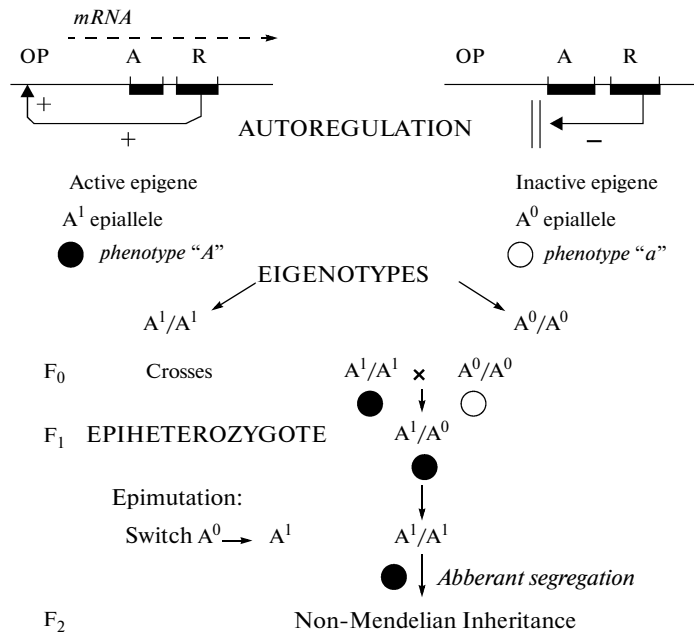 mRNA
OP A R OP A R
+ + −
AUTOREGULATION
Active epigene Inactive epigene
A¹ epiallele A⁰ epiallele
phenotype “A” phenotype “a”
EIGENOTYPES
A¹/A¹ A⁰/A⁰
F₀ Crosses A¹/A¹ × A⁰/A⁰
F₁ EPIHETEROZYGOTE A¹/A⁰
Epimutation:
Switch A⁰ → A¹ A¹/A¹
Abberant segregation
F₂ Non-Mendelian Inheritance